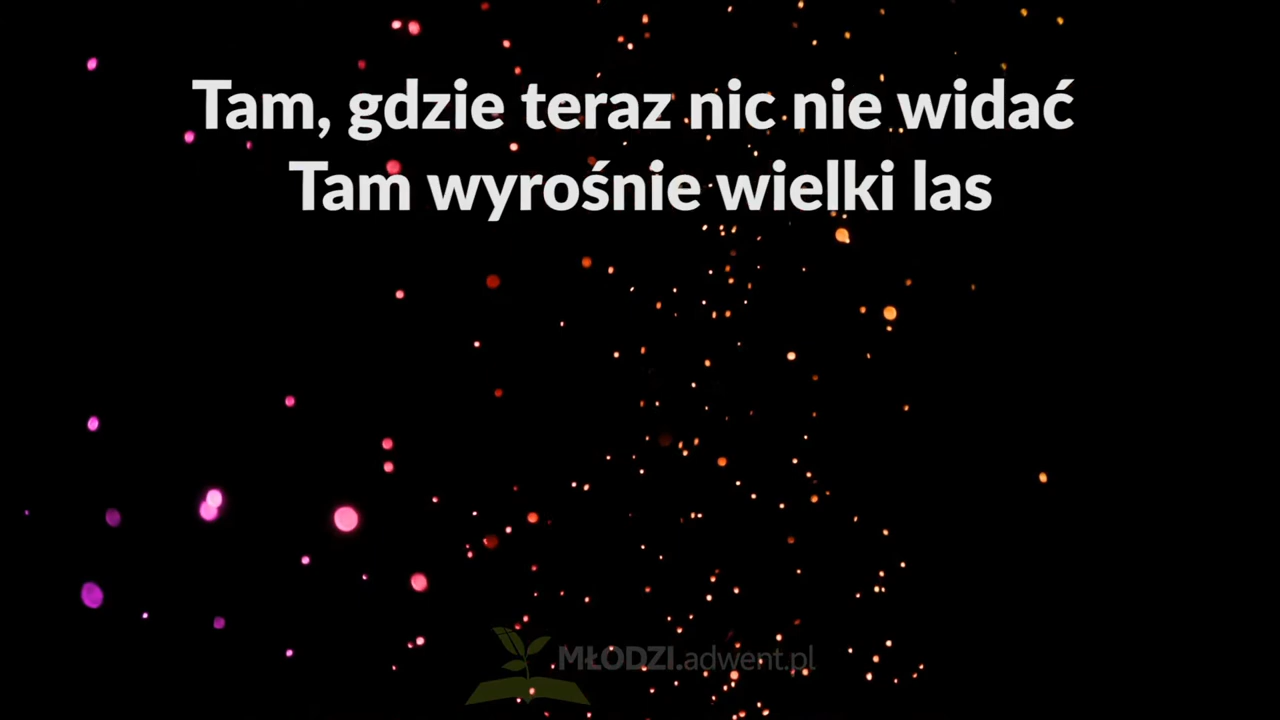 Tam, gdzie teraz nic nie widać
Tam wyrośnie wielki las
MŁODZI.adwent.pl